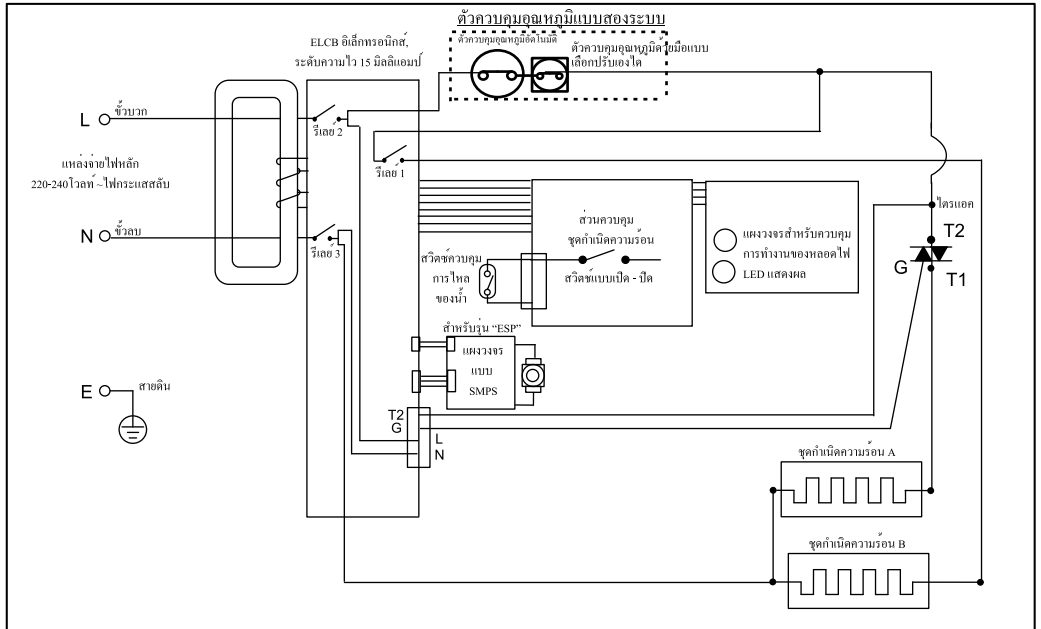 ตัวควบคุมอุณหภูมิแบบสองระบบ
ตัวควบคุมอุณหภูมิอัตโนมัติ
ตัวควบคุมอุณหภูมิด้วยมือแบบ
เลือกปรับเองได้
ELCB อิเล็กทรอนิกส์,
ระดับความไว 15 มิลลิแอมป์
L
ขั้วบวก
รีเลย์ 2
แหล่งจ่ายไฟหลัก
220-240โวลท์ ~ไฟกระแสสลับ
รีเลย์ 1
N
ขั้วลบ
รีเลย์ 3
ส่วนควบคุม
ชุดกำเนิดความร้อน
สวิตช์แบบเปิด - ปิด
สวิตซ์ควบคุม
การไหล
ของน้ำ
แผงวงจรสำหรับควบคุม
การทำงานของหลอดไฟ
LED แสดงผล
ไตรแอค
T2
G
T1
สำหรับรุ่น “ESP”
แผงวงจร
แบบ
SMPS
E
สายดิน
T2
G
L
N
ชุดกำเนิดความร้อน A
ชุดกำเนิดความร้อน B